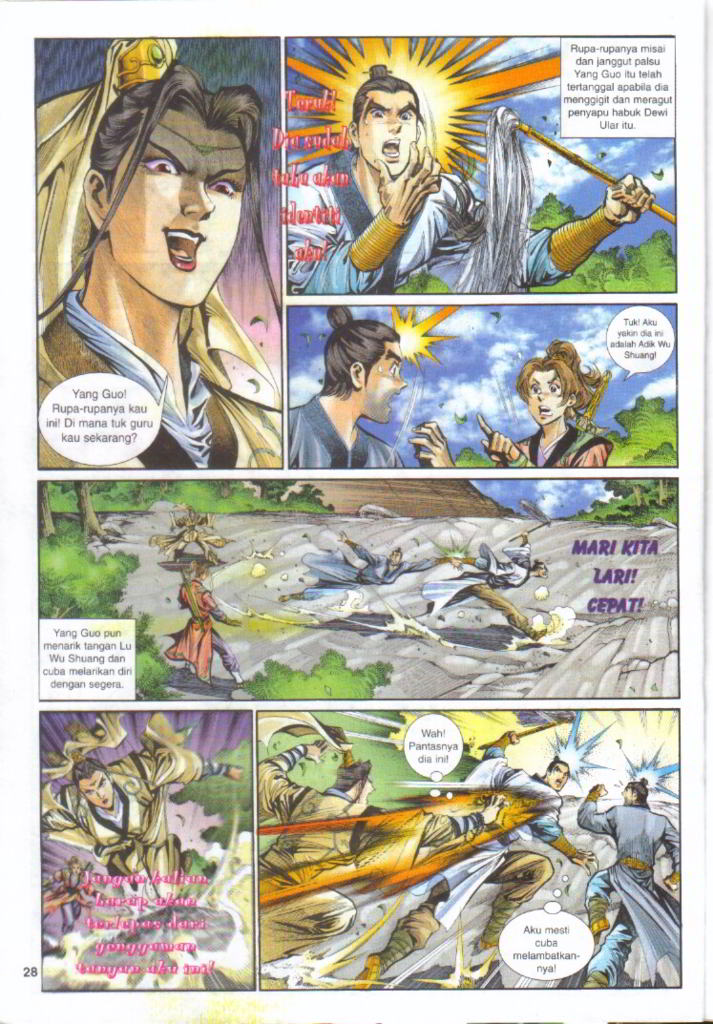 Yang Guo!
Rupa-rupanya kau
ini! Di mana tuk guru
kau sekarang?
Teruk!
Dia sudah
tahu akan
identiti
aku!
Rupa-rupanya misai
dan janggut palsu
Yang Guo itu telah
tertanggal apabila dia
menggigit dan meragut
penyapu habuk Dewi
Ular itu.
Tuk! Aku
yakin dia ini
adalah Adik Wu
Shuang!
MARI KITA
LARI!
CEPAT!
Yang Guo pun
menarik tangan Lu
Wu Shuang dan
cuba melarikan diri
dengan segera.
Jangan kalian
harap akan
terlepas dari
genggaman
tangan aku ini!
Wah!
Pantasnya
dia ini!
Aku mesti
cuba
melambatkan-
nya!
28